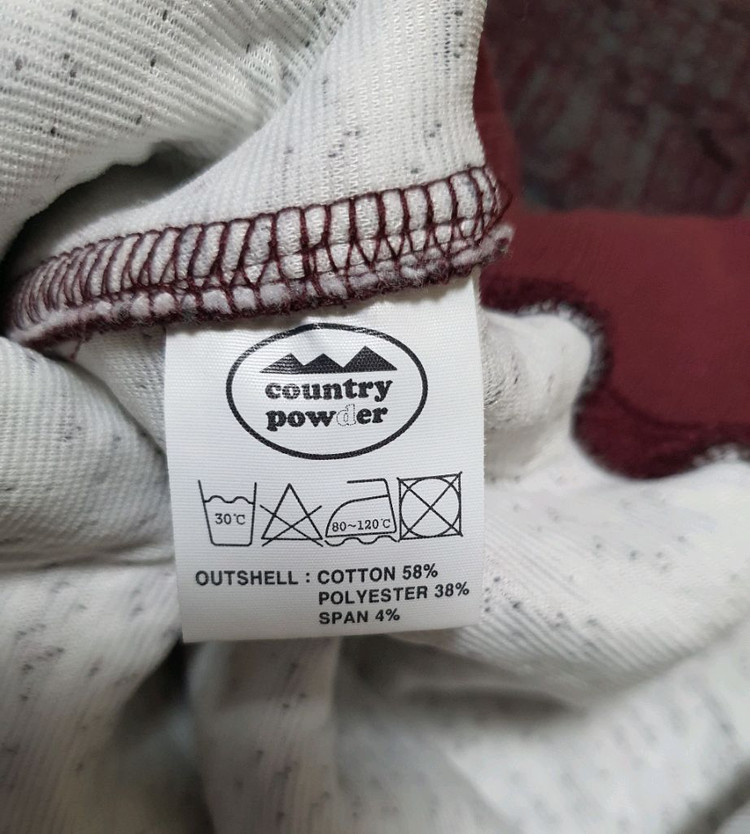 country
powder
30℃
80~120℃
OUTSHELL : COTTON 58%
POLYESTER 38%
SPAN 4%